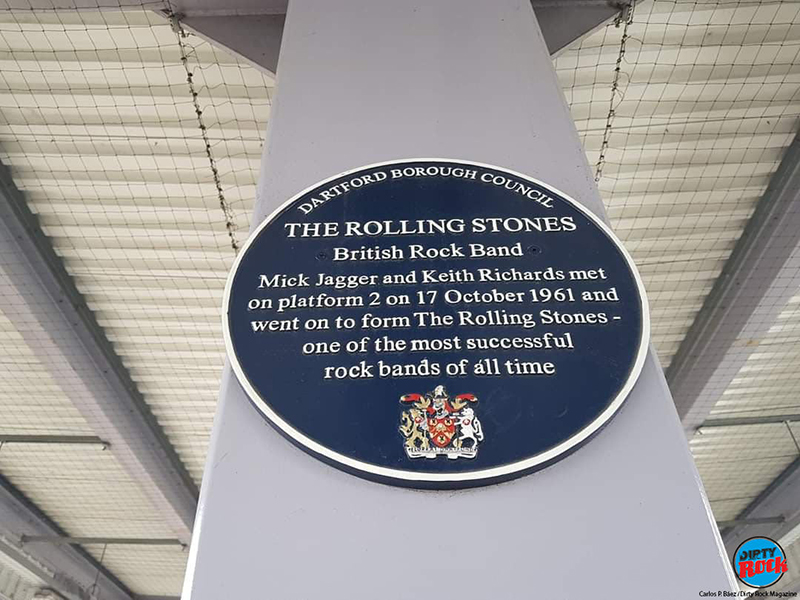 DARTFORD BOROUGH COUNCIL
THE ROLLING STONES
British Rock Band
Mick Jagger and Keith Richards met
on platform 2 on 17 October 1961 and
went on to form The Rolling Stones -
one of the most successful
rock bands of all time
DIRTY
Rock
Carlos P. Báez / Dirty Rock Magazine